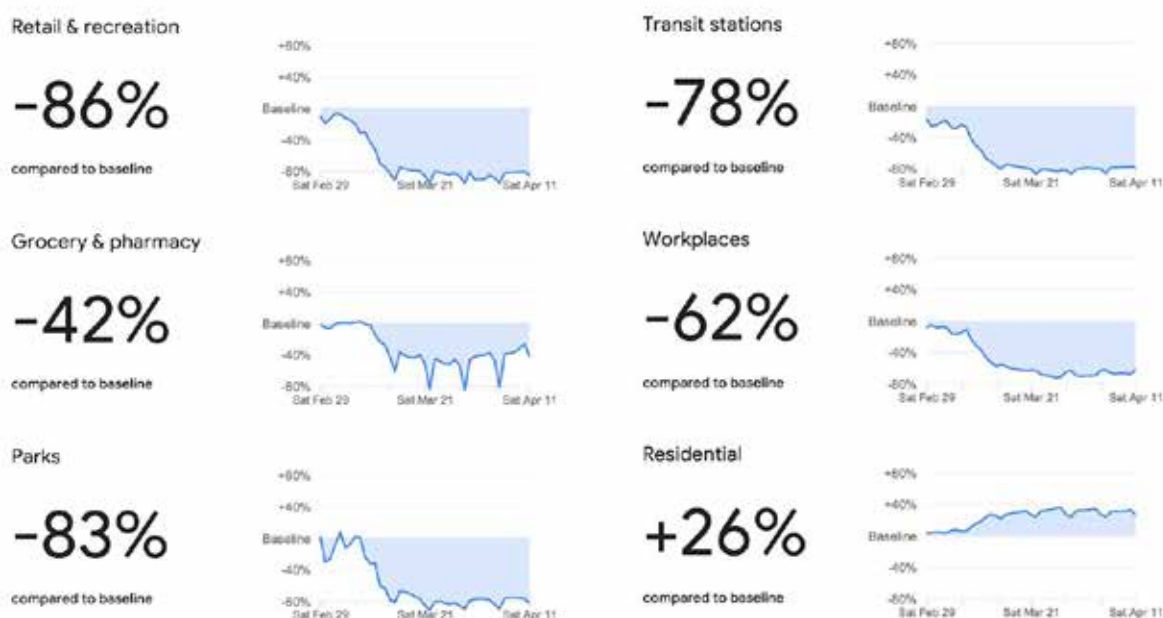 Retail & recreation
-86%
compared to baseline
+80%
+40%
Baseline
-40%
-80%
Sat Feb 29
Sat Mar 21
Sat Apr 11
Transit stations
-78%
compared to baseline
+80%
+40%
Baseline
-40%
-80%
Sat Feb 29
Sat Mar 21
Sat Apr 11
Grocery & pharmacy
-42%
compared to baseline
+80%
+40%
Baseline
-40%
-80%
Sat Feb 29
Sat Mar 21
Sat Apr 11
Workplaces
-62%
compared to baseline
+80%
+40%
Baseline
-40%
-80%
Sat Feb 29
Sat Mar 21
Sat Apr 11
Parks
-83%
compared to baseline
+80%
+40%
Baseline
-40%
-80%
Sat Feb 29
Sat Mar 21
Sat Apr 11
Residential
+26%
compared to baseline
+80%
+40%
Baseline
-40%
-80%
Sat Feb 29
Sat Mar 21
Sat Apr 11